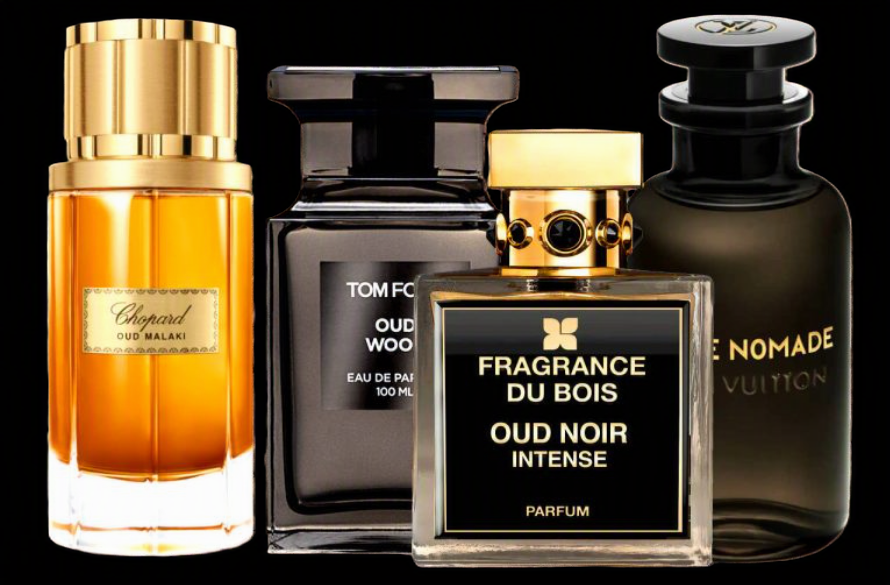 Chopard
OUD MALAKI
TOM FO
OUD
WOO
EAU DE PAR
100 ML
FRAGRANCE
DU BOIS
OUD NOIR
INTENSE
PARFUM
LV
E NOMADE
VUITTON